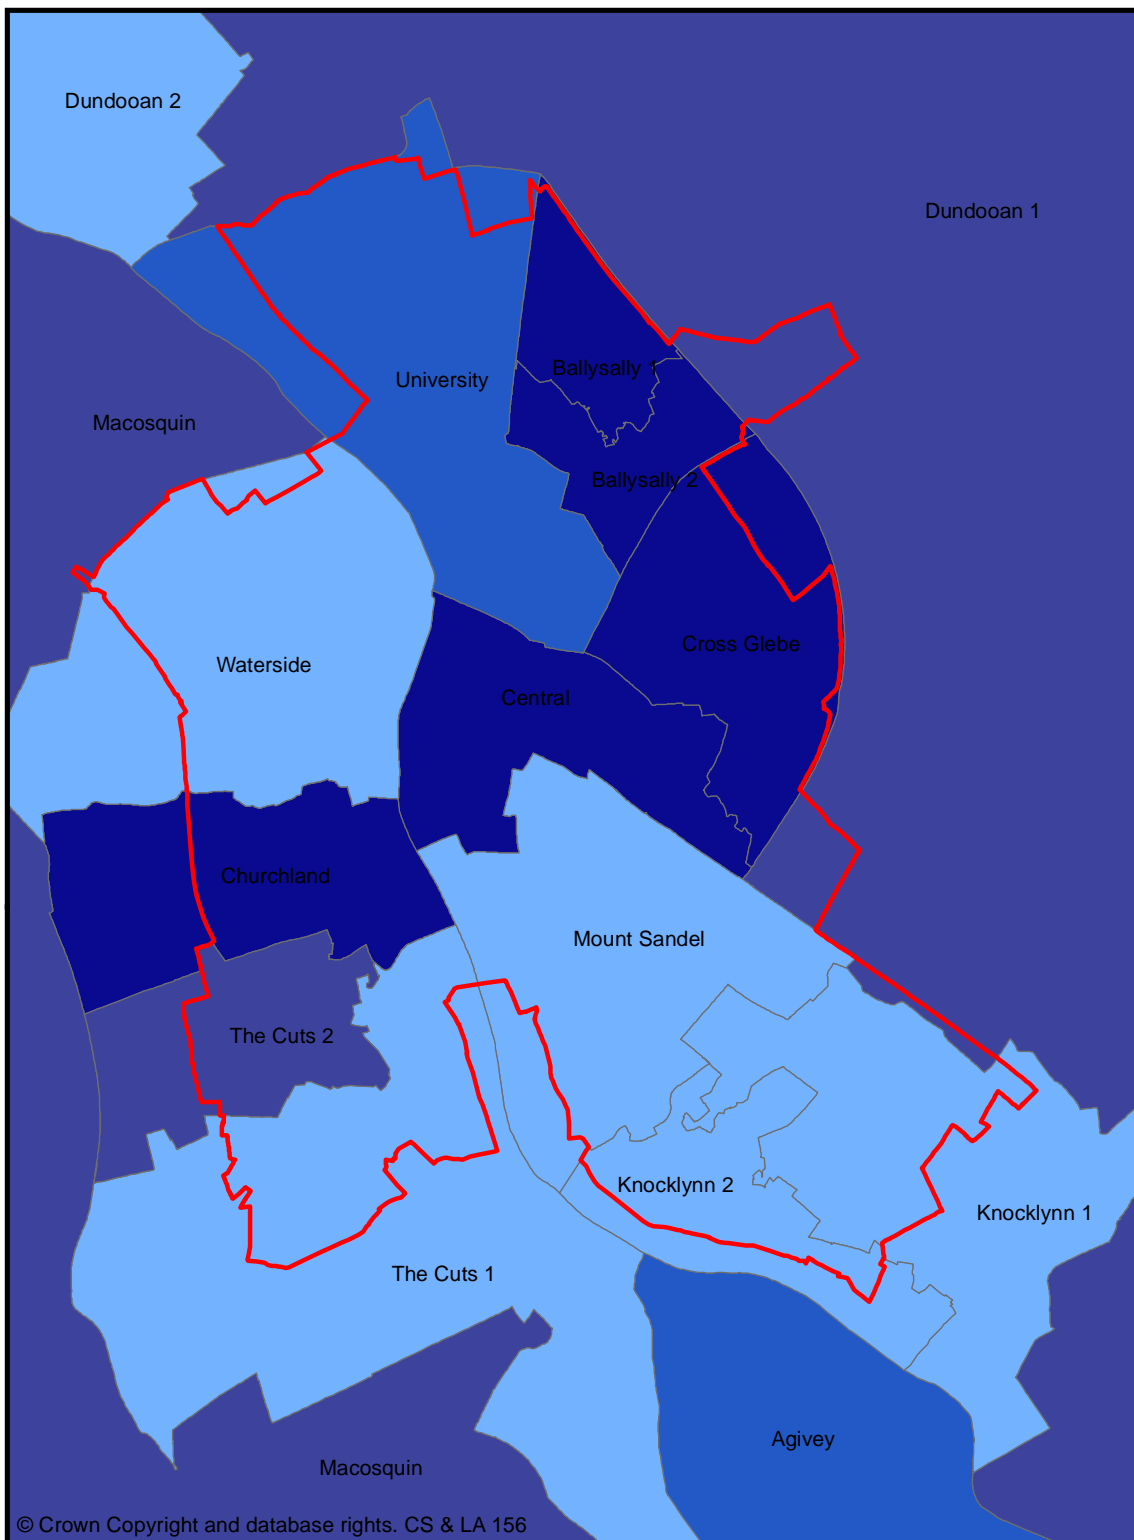 Dundooan 2
Dundooan 1
Ballysally 1
University
Macosquin
Ballysally 2
Cross Glebe
Waterside
Central
Churchland
Mount Sandel
The Cuts 2
Knocklynn 2
Knocklynn 1
The Cuts 1
Agivey
Macosquin
© Crown Copyright and database rights. CS & LA 156